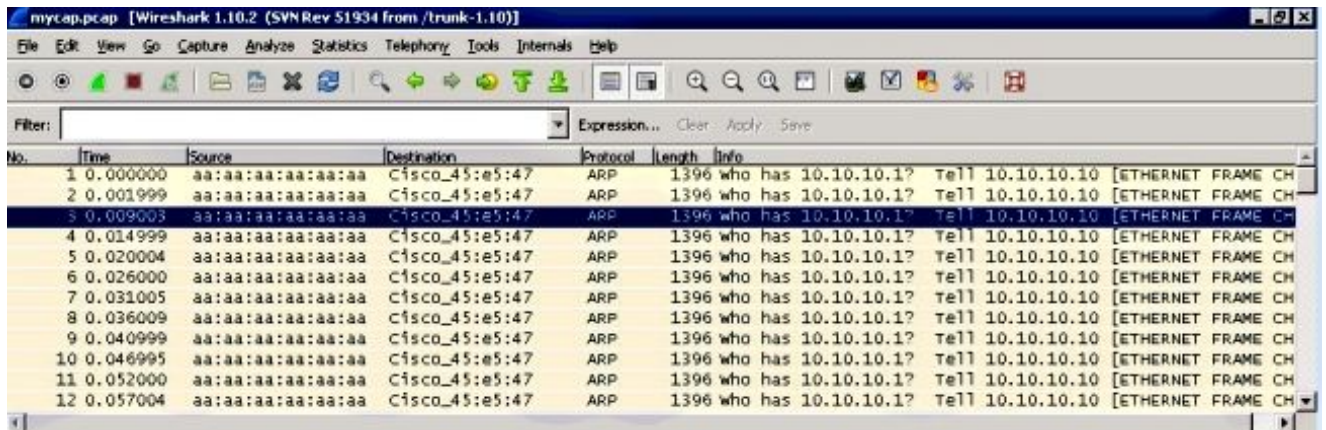 mycap.pcap [Wireshark 1.10.2 (SVN Rev 51934 from /trunk-1.10)]
File Edit View Go Capture Analyze Statistics Telephony Tools Internals Help
Filter: Expression... Clear Apply Save
No. Time Source Destination Protocol Length Info
1 0.000000 aa:aa:aa:aa:aa:aa Cisco_45:e5:47 ARP 1396 who has 10.10.10.1? Tell 10.10.10.10 [ETHERNET FRAME CH
2 0.001999 aa:aa:aa:aa:aa:aa Cisco_45:e5:47 ARP 1396 who has 10.10.10.1? Tell 10.10.10.10 [ETHERNET FRAME CH
3 0.009003 aa:aa:aa:aa:aa:aa Cisco_45:e5:47 ARP 1396 who has 10.10.10.1? Tell 10.10.10.10 [ETHERNET FRAME CH
4 0.014999 aa:aa:aa:aa:aa:aa Cisco_45:e5:47 ARP 1396 who has 10.10.10.1? Tell 10.10.10.10 [ETHERNET FRAME CH
5 0.020004 aa:aa:aa:aa:aa:aa Cisco_45:e5:47 ARP 1396 who has 10.10.10.1? Tell 10.10.10.10 [ETHERNET FRAME CH
6 0.026000 aa:aa:aa:aa:aa:aa Cisco_45:e5:47 ARP 1396 who has 10.10.10.1? Tell 10.10.10.10 [ETHERNET FRAME CH
7 0.031005 aa:aa:aa:aa:aa:aa Cisco_45:e5:47 ARP 1396 who has 10.10.10.1? Tell 10.10.10.10 [ETHERNET FRAME CH
8 0.036009 aa:aa:aa:aa:aa:aa Cisco_45:e5:47 ARP 1396 who has 10.10.10.1? Tell 10.10.10.10 [ETHERNET FRAME CH
9 0.040999 aa:aa:aa:aa:aa:aa Cisco_45:e5:47 ARP 1396 who has 10.10.10.1? Tell 10.10.10.10 [ETHERNET FRAME CH
10 0.046995 aa:aa:aa:aa:aa:aa Cisco_45:e5:47 ARP 1396 who has 10.10.10.1? Tell 10.10.10.10 [ETHERNET FRAME CH
11 0.052000 aa:aa:aa:aa:aa:aa Cisco_45:e5:47 ARP 1396 who has 10.10.10.1? Tell 10.10.10.10 [ETHERNET FRAME CH
12 0.057004 aa:aa:aa:aa:aa:aa Cisco_45:e5:47 ARP 1396 who has 10.10.10.1? Tell 10.10.10.10 [ETHERNET FRAME CH